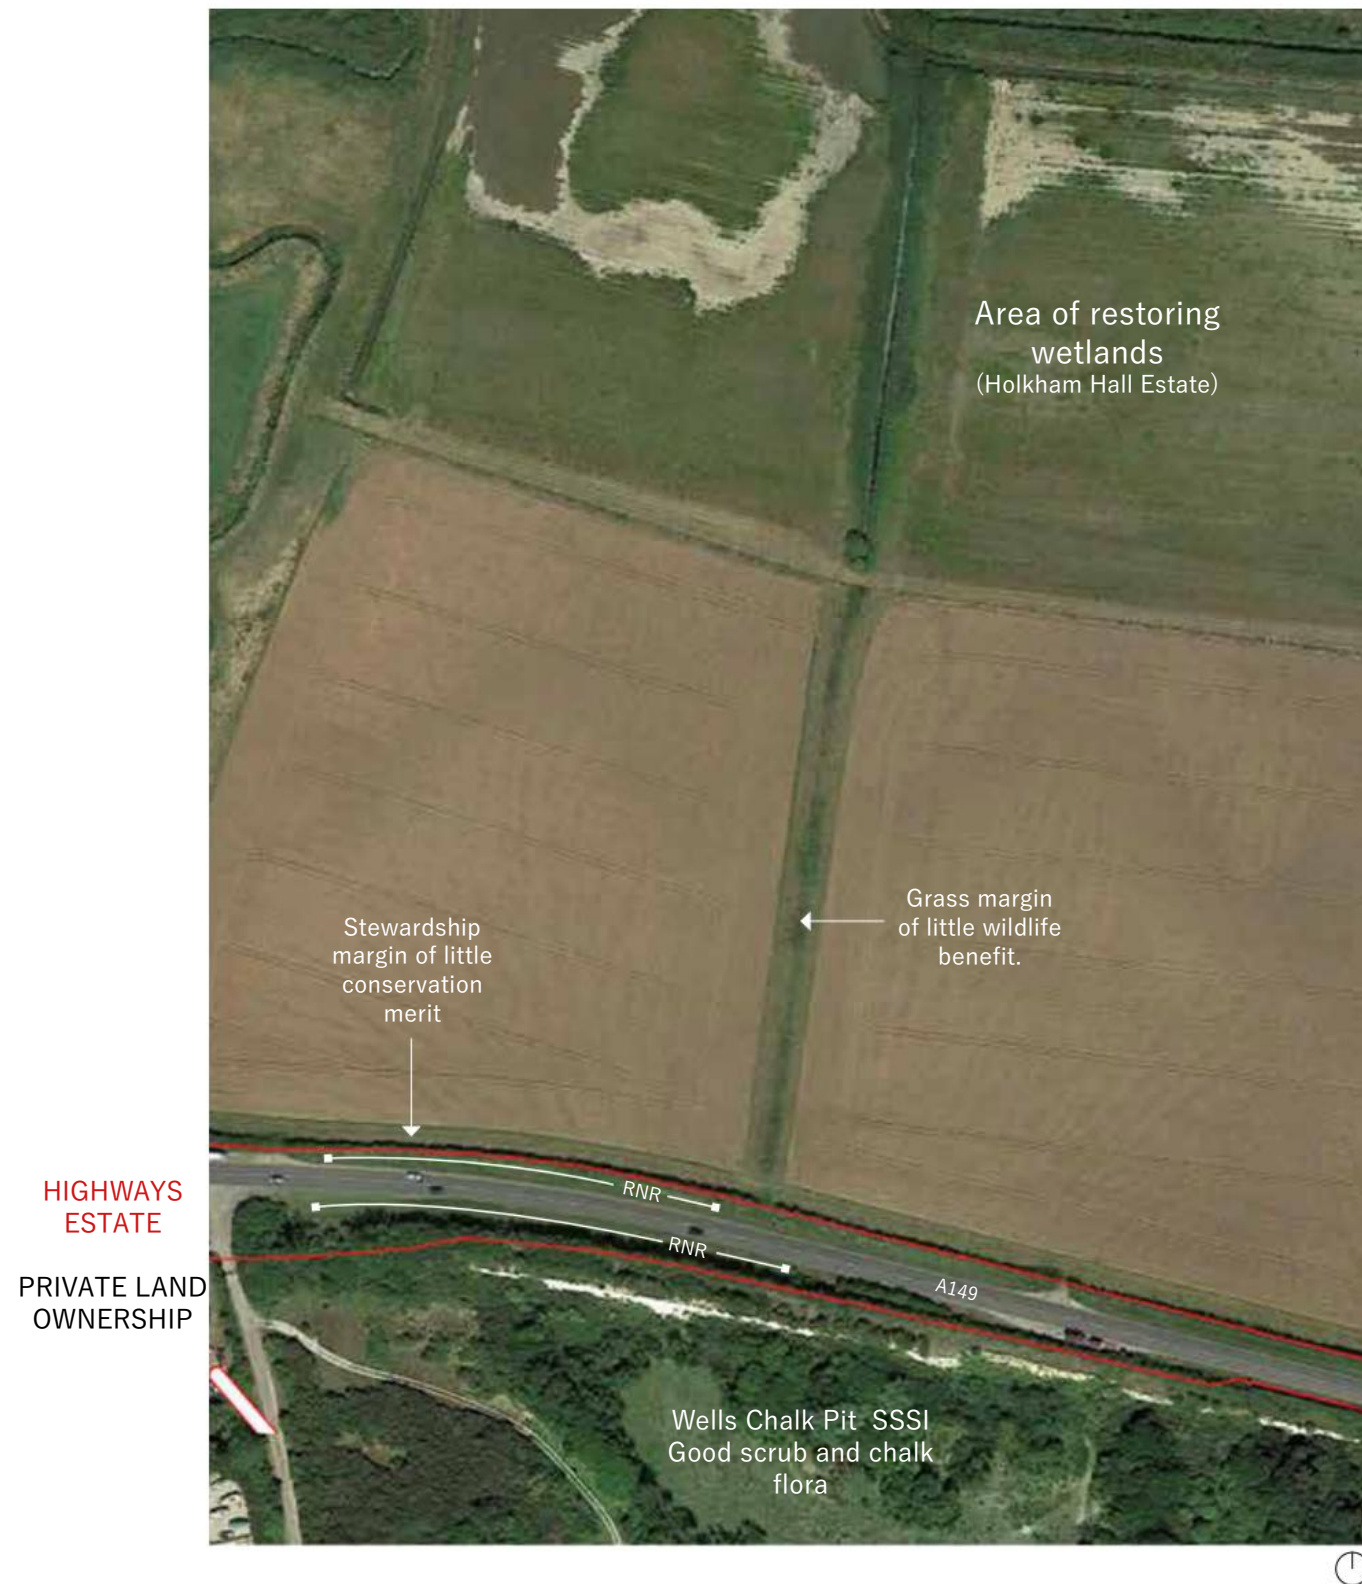 Area of restoring
wetlands
(Holkham Hall Estate)
Grass margin
of little wildlife
benefit.
Stewardship
margin of little
conservation
merit
HIGHWAYS
ESTATE
PRIVATE LAND
OWNERSHIP
RNR
RNR
A149
Wells Chalk Pit SSSI
Good scrub and chalk
flora